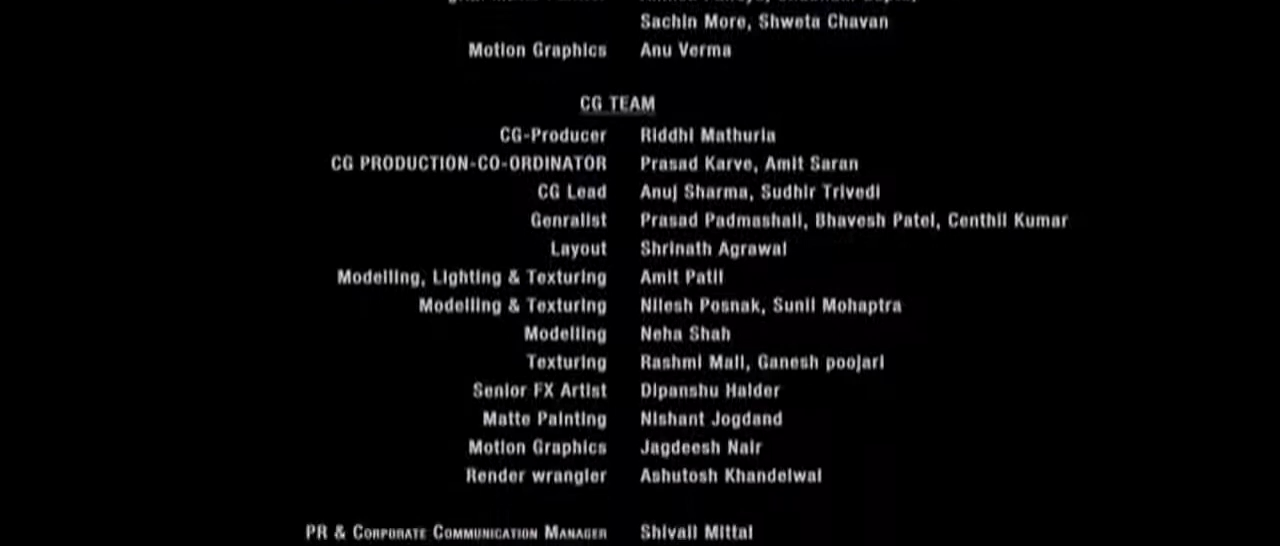 Sachin More, Shweta Chavan
Motion Graphics Anu Verma
CG TEAM
CG-Producer Riddhi Mathuria
CG PRODUCTION-CO-ORDINATOR Prasad Karve, Amit Saran
CG Lead Anuj Sharma, Sudhir Trivedi
Genralist Prasad Padmashali, Bhavesh Patel, Centhil Kumar
Layout Shrinath Agrawal
Modelling, Lighting & Texturing Amit Patil
Modelling & Texturing Nilesh Posnak, Sunil Mohaptra
Modelling Neha Shah
Texturing Rashmi Mali, Ganesh poojari
Senior FX Artist Dipanshu Halder
Matte Painting Nishant Jogdand
Motion Graphics Jagdeesh Nair
Render wrangler Ashutosh Khandelwal
PR & Corporate Communication Manager Shivali Mittal